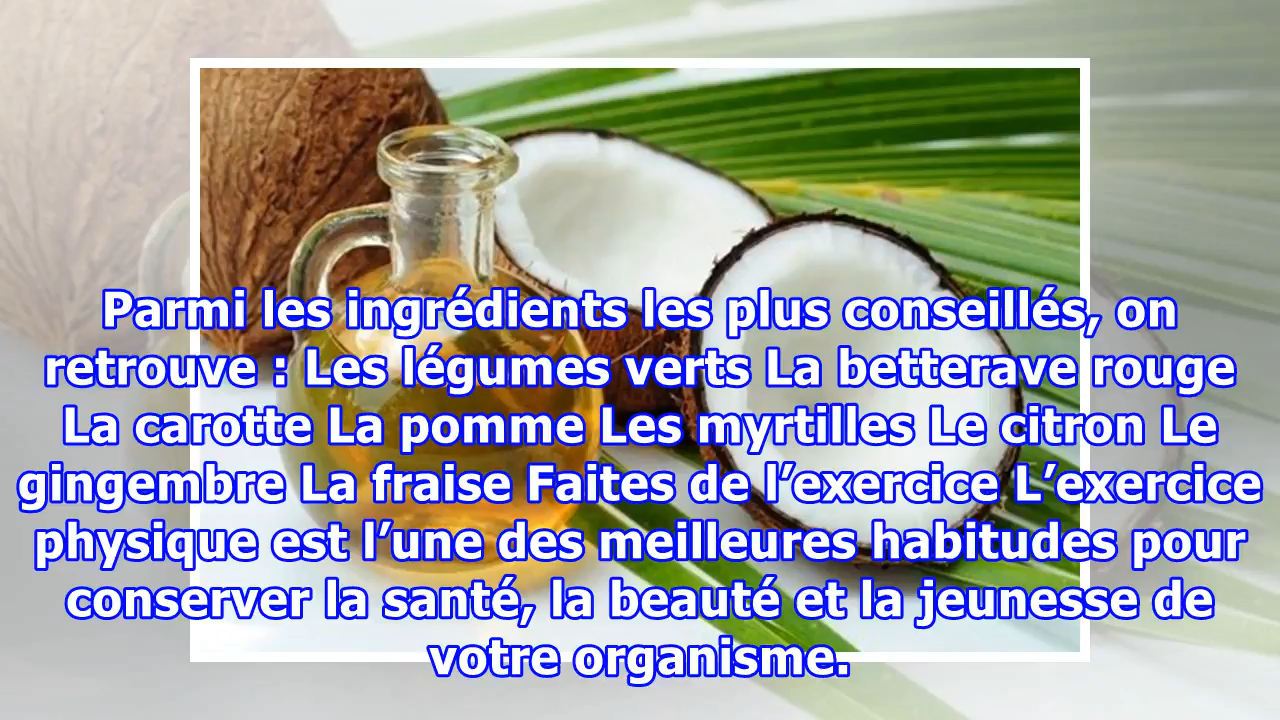 Parmi les ingrédients les plus conseillés, on
retrouve : Les légumes verts La betterave rouge
La carotte La pomme Les myrtilles Le citron Le
gingembre La fraise Faites de l’exercice L’exercice
physique est l’une des meilleures habitudes pour
conserver la santé, la beauté et la jeunesse de
votre organisme.